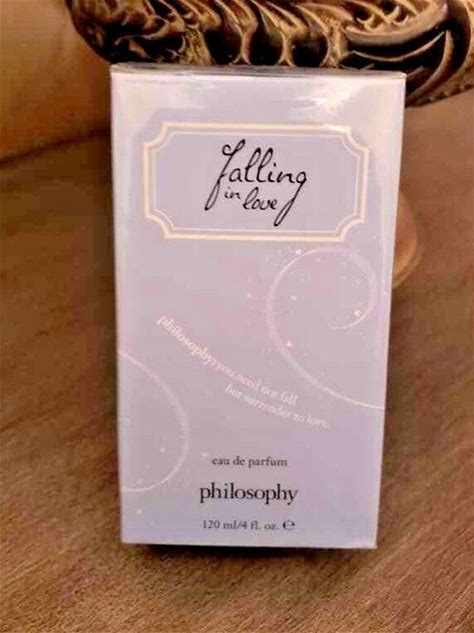 falling
in love
philosophy: you need not fall
but surrender to love.
eau de parfum
philosophy
120 ml/4 fl. oz. ℮